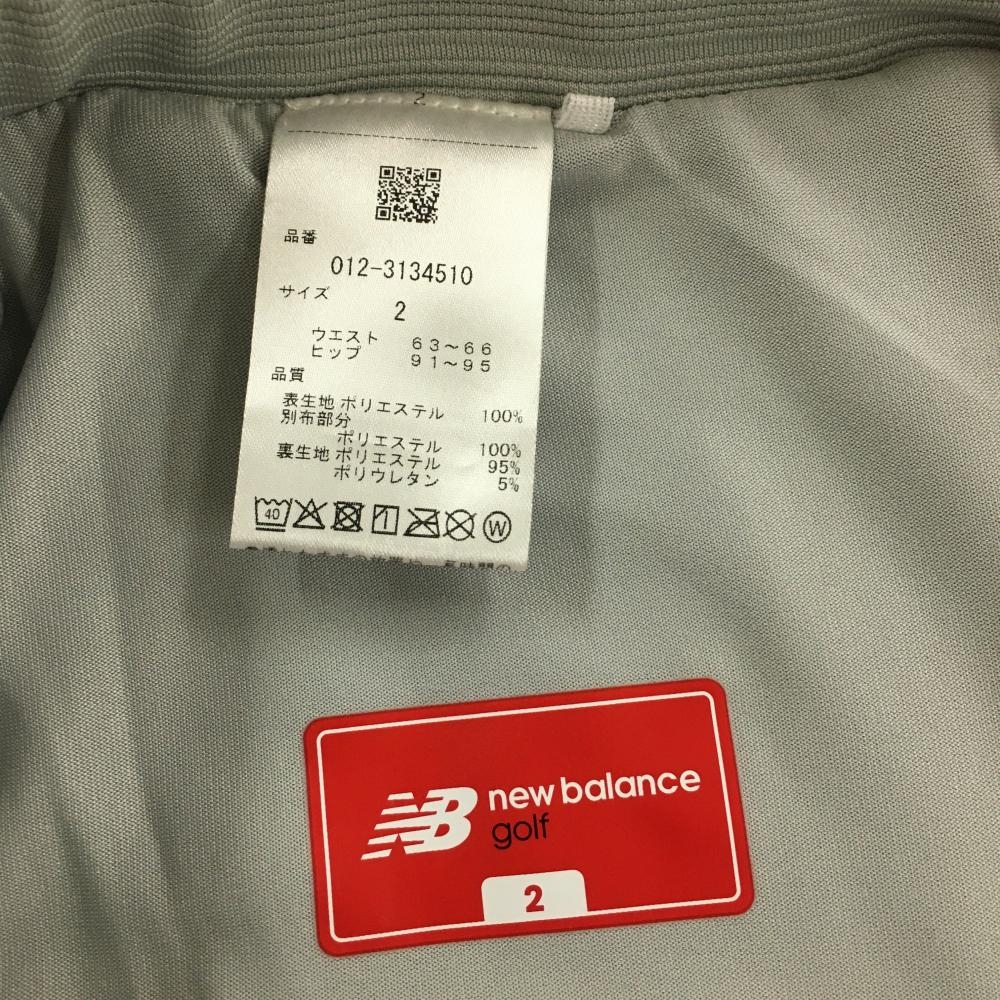 2
品番
012-3134510
サイズ
2
ウエスト 63～66
ヒップ 91～95
品質
表生地 ポリエステル 100%
別布部分
ポリエステル 100%
裏生地 ポリエステル 95%
ポリウレタン 5%
40 W
NB new balance
golf
2